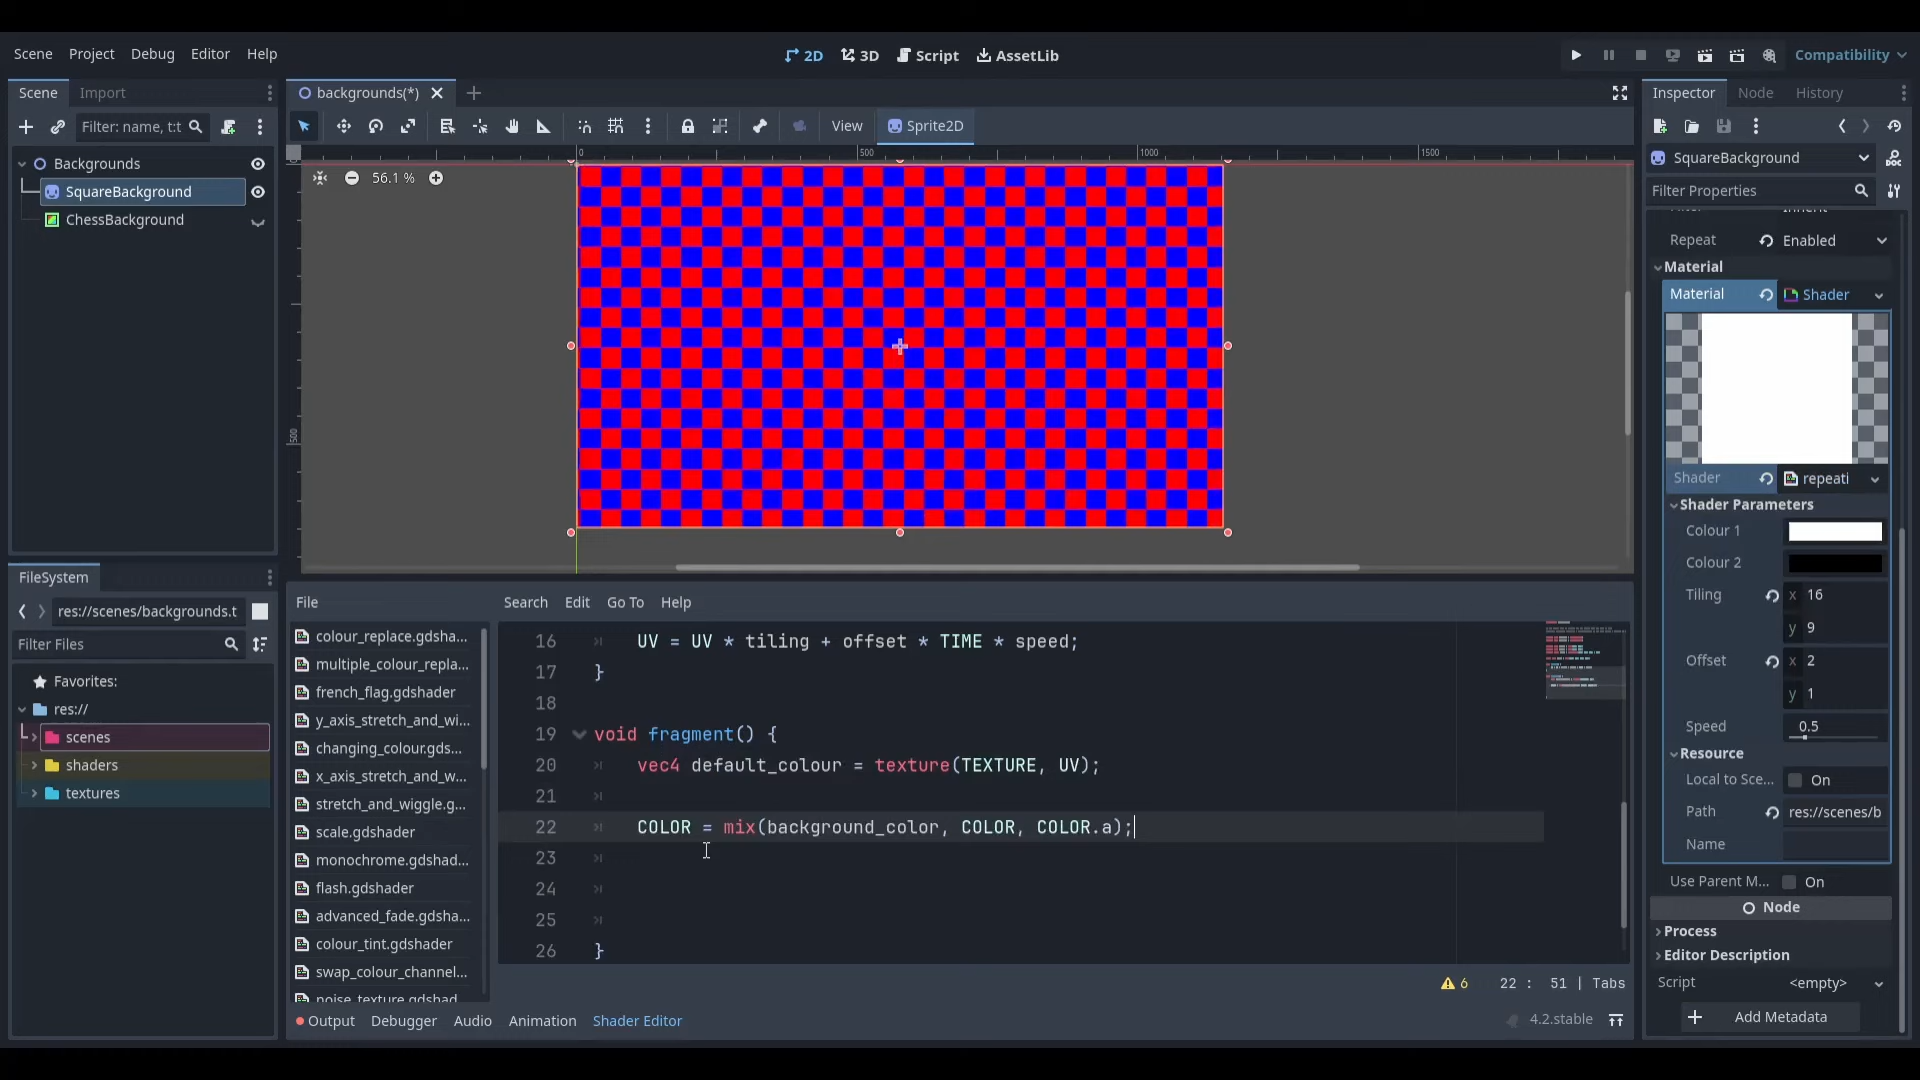 Scene Project Debug Editor Help
2D 3D Script AssetLib
Compatibility
Scene Import
Filter: name, t:t
Backgrounds
SquareBackground
ChessBackground
backgrounds(*)
View Sprite2D
0 500 1000 1500
56.1 %
500
FileSystem
res://scenes/backgrounds.t
Filter Files
Favorites:
res://
scenes
shaders
textures
File Search Edit Go To Help
colour_replace.gdsha...
multiple_colour_repla...
french_flag.gdshader
y_axis_stretch_and_wi...
changing_colour.gds...
x_axis_stretch_and_w...
stretch_and_wiggle.g...
scale.gdshader
monochrome.gdshad...
flash.gdshader
advanced_fade.gdsha...
colour_tint.gdshader
swap_colour_channel...
noise_texture.gdshad
16 UV = UV * tiling + offset * TIME * speed;
17 }
18
19 void fragment() {
20 vec4 default_colour = texture(TEXTURE, UV);
21
22 COLOR = mix(background_color, COLOR, COLOR.a);
23
24
25
26 }
6 22 : 51 | Tabs
Output Debugger Audio Animation Shader Editor
4.2.stable
Inspector Node History
SquareBackground
Filter Properties
Repeat Enabled
Material
Material Shader
Shader repeati
Shader Parameters
Colour 1
Colour 2
Tiling x 16
y 9
Offset x 2
y 1
Speed 0.5
Resource
Local to Sce... On
Path res://scenes/b
Name
Use Parent M... On
Node
Process
Editor Description
Script <empty>
Add Metadata